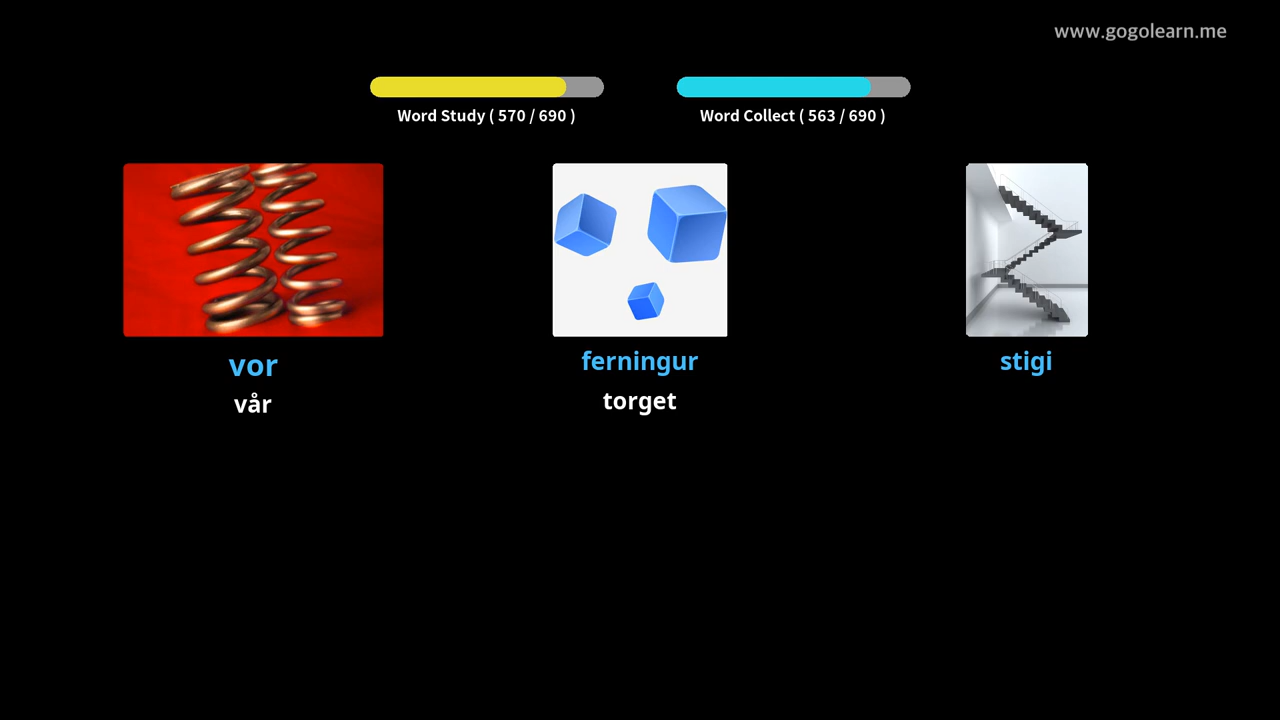 www.gogolearn.me
Word Study ( 570 / 690 )
Word Collect ( 563 / 690 )
vor
vår
ferningur
torget
stigi